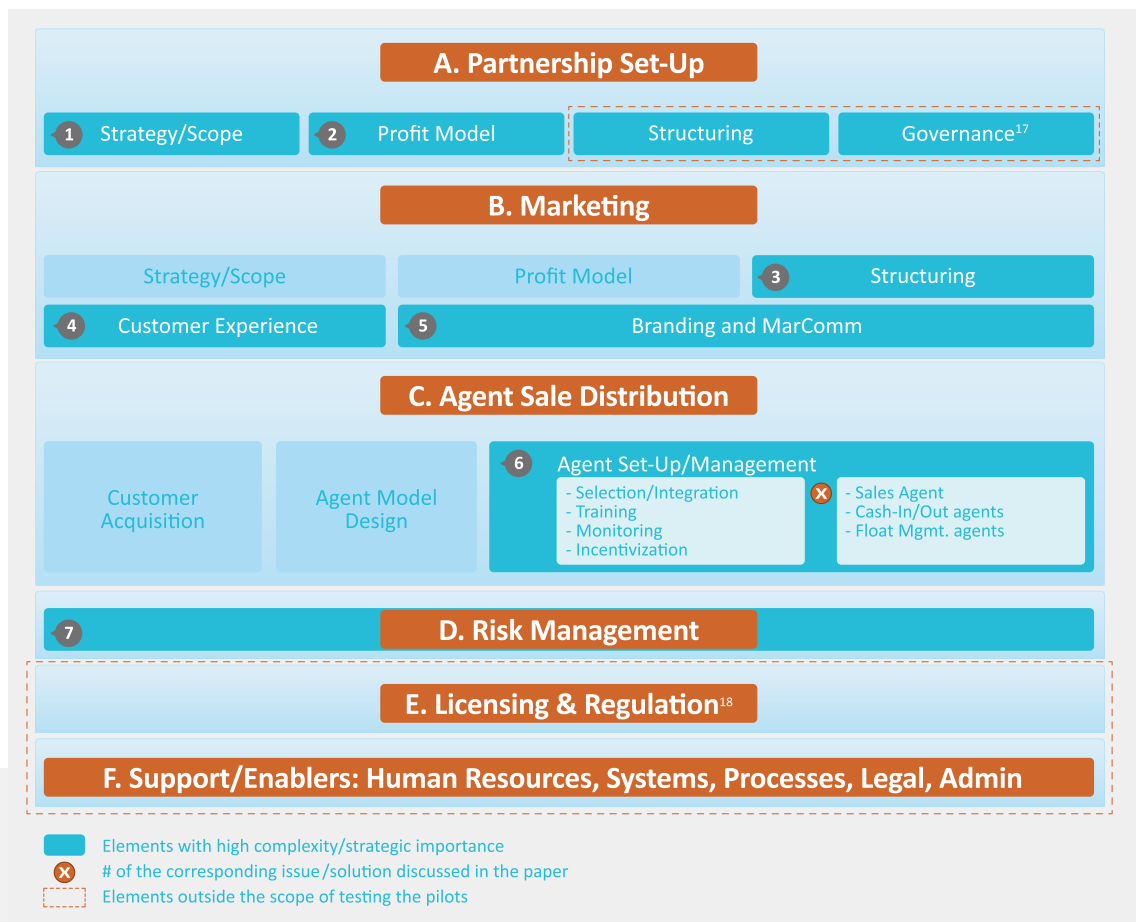 A. Partnership Set-Up
1 Strategy/Scope
2 Profit Model
Structuring
Governance17
B. Marketing
Strategy/Scope
Profit Model
3 Structuring
4 Customer Experience
5 Branding and MarComm
C. Agent Sale Distribution
Customer
Acquisition
Agent Model
Design
6 Agent Set-Up/Management
- Selection/Integration
- Training
- Monitoring
- Incentivization
X
- Sales Agent
- Cash-In/Out agents
- Float Mgmt. agents
7 D. Risk Management
E. Licensing & Regulation18
F. Support/Enablers: Human Resources, Systems, Processes, Legal, Admin
Elements with high complexity/strategic importance
X # of the corresponding issue/solution discussed in the paper
Elements outside the scope of testing the pilots